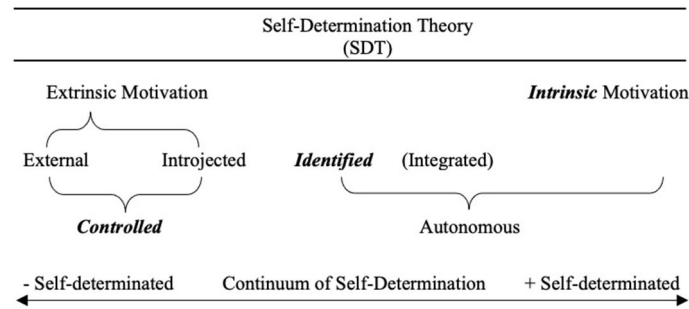 Self-Determination Theory
(SDT)
Extrinsic Motivation Intrinsic Motivation
External Introjected Identified (Integrated)
Controlled Autonomous
- Self-determinated Continuum of Self-Determination + Self-determinated